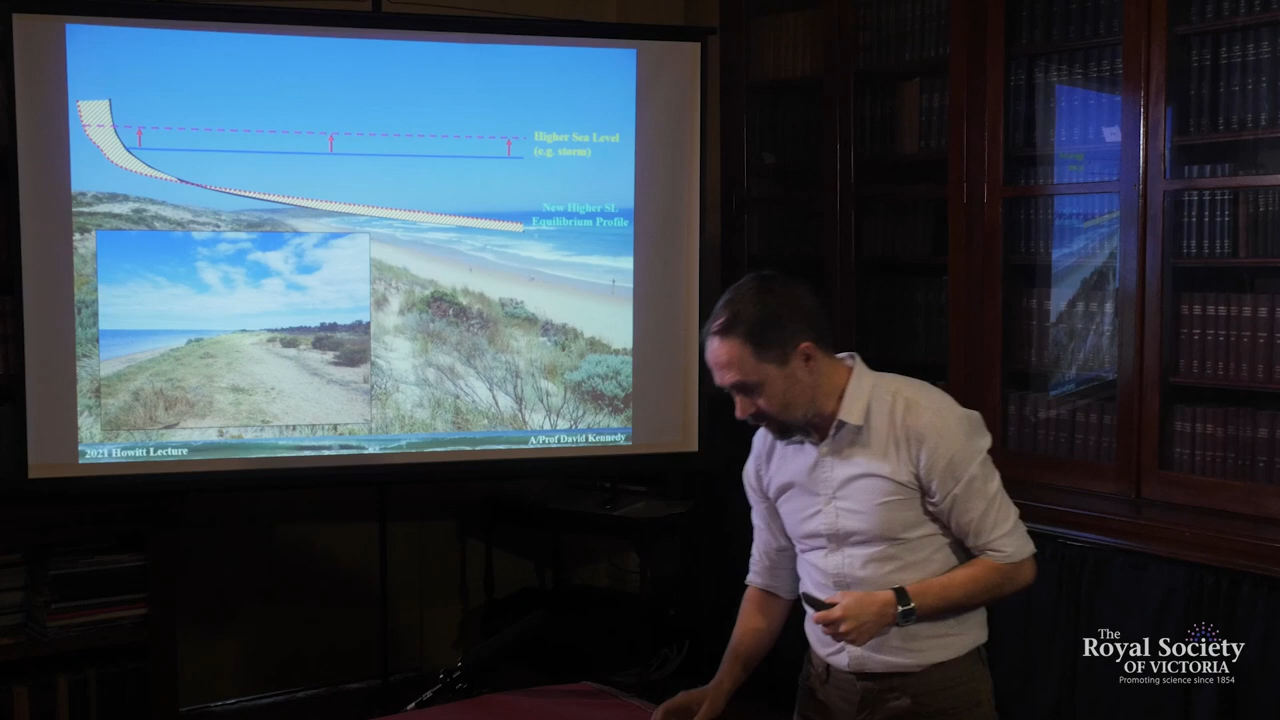 Higher Sea Level
(e.g. storm)
New Higher SL
Equilibrium Profile
2021 Howitt Lecture
A/Prof David Kennedy
The
Royal Society
OF VICTORIA
Promoting science since 1854